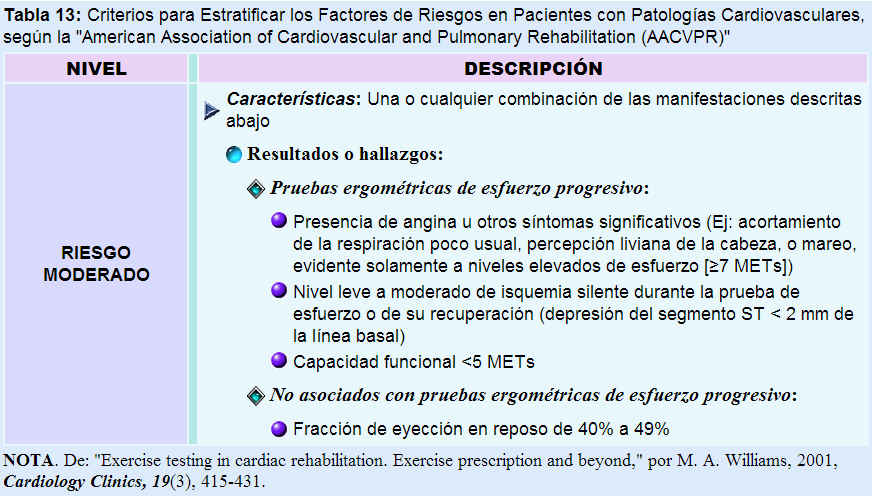 Tabla 13: Criterios para Estratificar los Factores de Riesgos en Pacientes con Patologías Cardiovasculares,
según la "American Association of Cardiovascular and Pulmonary Rehabilitation (AACVPR)"
NIVEL
DESCRIPCIÓN
RIESGO
MODERADO
Características: Una o cualquier combinación de las manifestaciones descritas
abajo
Resultados o hallazgos:
Pruebas ergométricas de esfuerzo progresivo:
Presencia de angina u otros síntomas significativos (Ej: acortamiento
de la respiración poco usual, percepción liviana de la cabeza, o mareo,
evidente solamente a niveles elevados de esfuerzo [≥7 METs])
Nivel leve a moderado de isquemia silente durante la prueba de
esfuerzo o de su recuperación (depresión del segmento ST < 2 mm de
la línea basal)
Capacidad funcional <5 METs
No asociados con pruebas ergométricas de esfuerzo progresivo:
Fracción de eyección en reposo de 40% a 49%
NOTA. De: "Exercise testing in cardiac rehabilitation. Exercise prescription and beyond," por M. A. Williams, 2001,
Cardiology Clinics, 19(3), 415-431.